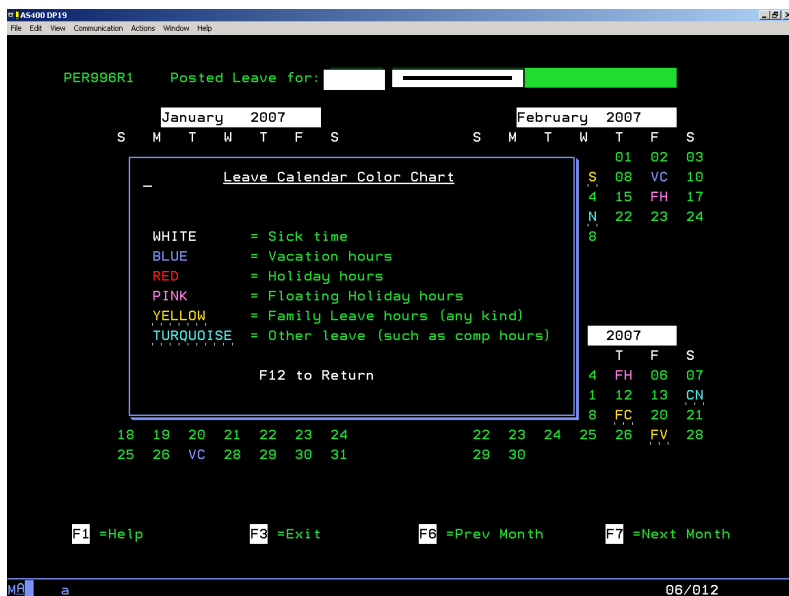 AS400 DP19
File Edit View Communication Actions Window Help
PER996R1 Posted Leave for:
January 2007 February 2007
S M T W T F S S M T W T F S
01 02 03
Leave Calendar Color Chart S 08 VC 10
4 15 FH 17
N 22 23 24
WHITE = Sick time 8
BLUE = Vacation hours
RED = Holiday hours
PINK = Floating Holiday hours
YELLOW = Family Leave hours (any kind)
TURQUOISE = Other leave (such as comp hours) 2007
T F S
F12 to Return 4 FH 06 07
1 12 13 CN
8 FC 20 21
18 19 20 21 22 23 24 22 23 24 25 26 FV 28
25 26 VC 28 29 30 31 29 30
F1 =Help F3 =Exit F6 =Prev Month F7 =Next Month
MA a 06/012